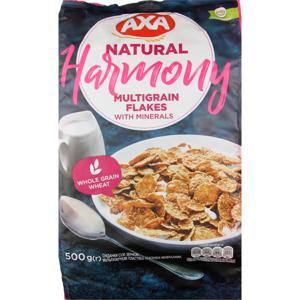 AXA
NATURAL
Harmony
MULTIGRAIN
FLAKES
WITH MINERALS
WHOLE GRAIN
WHEAT
500 g(г)